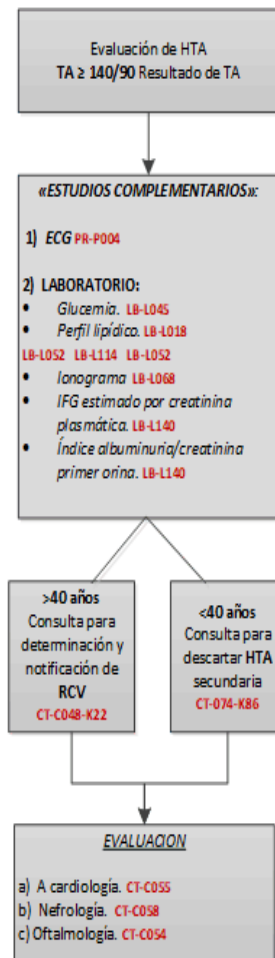 Evaluación de HTA
TA ≥ 140/90 Resultado de TA
«ESTUDIOS COMPLEMENTARIOS»:
1) ECG PR-P004
2) LABORATORIO:
• Glucemia. LB-L045
• Perfil lipídico. LB-L018
LB-L052 LB-L114 LB-L052
• Ionograma LB-L068
• IFG estimado por creatinina
plasmática. LB-L140
• Índice albuminuria/creatinina
primer orina. LB-L140
>40 años
Consulta para
determinación y
notificación de
RCV
CT-C048-K22
<40 años
Consulta para
descartar HTA
secundaria
CT-074-K86
EVALUACION
a) A cardiología. CT-C055
b) Nefrología. CT-C058
c) Oftalmología. CT-C054